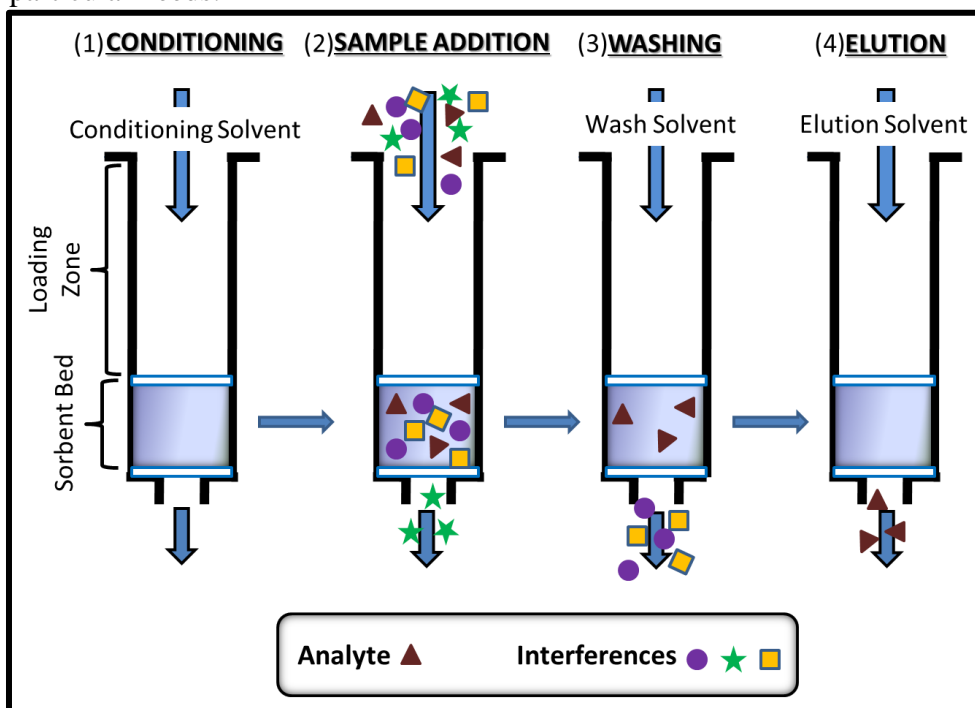 (1) CONDITIONING
(2) SAMPLE ADDITION
(3) WASHING
(4) ELUTION
Conditioning Solvent
Wash Solvent
Elution Solvent
Loading
Zone
Sorbent Bed
Analyte
Interferences